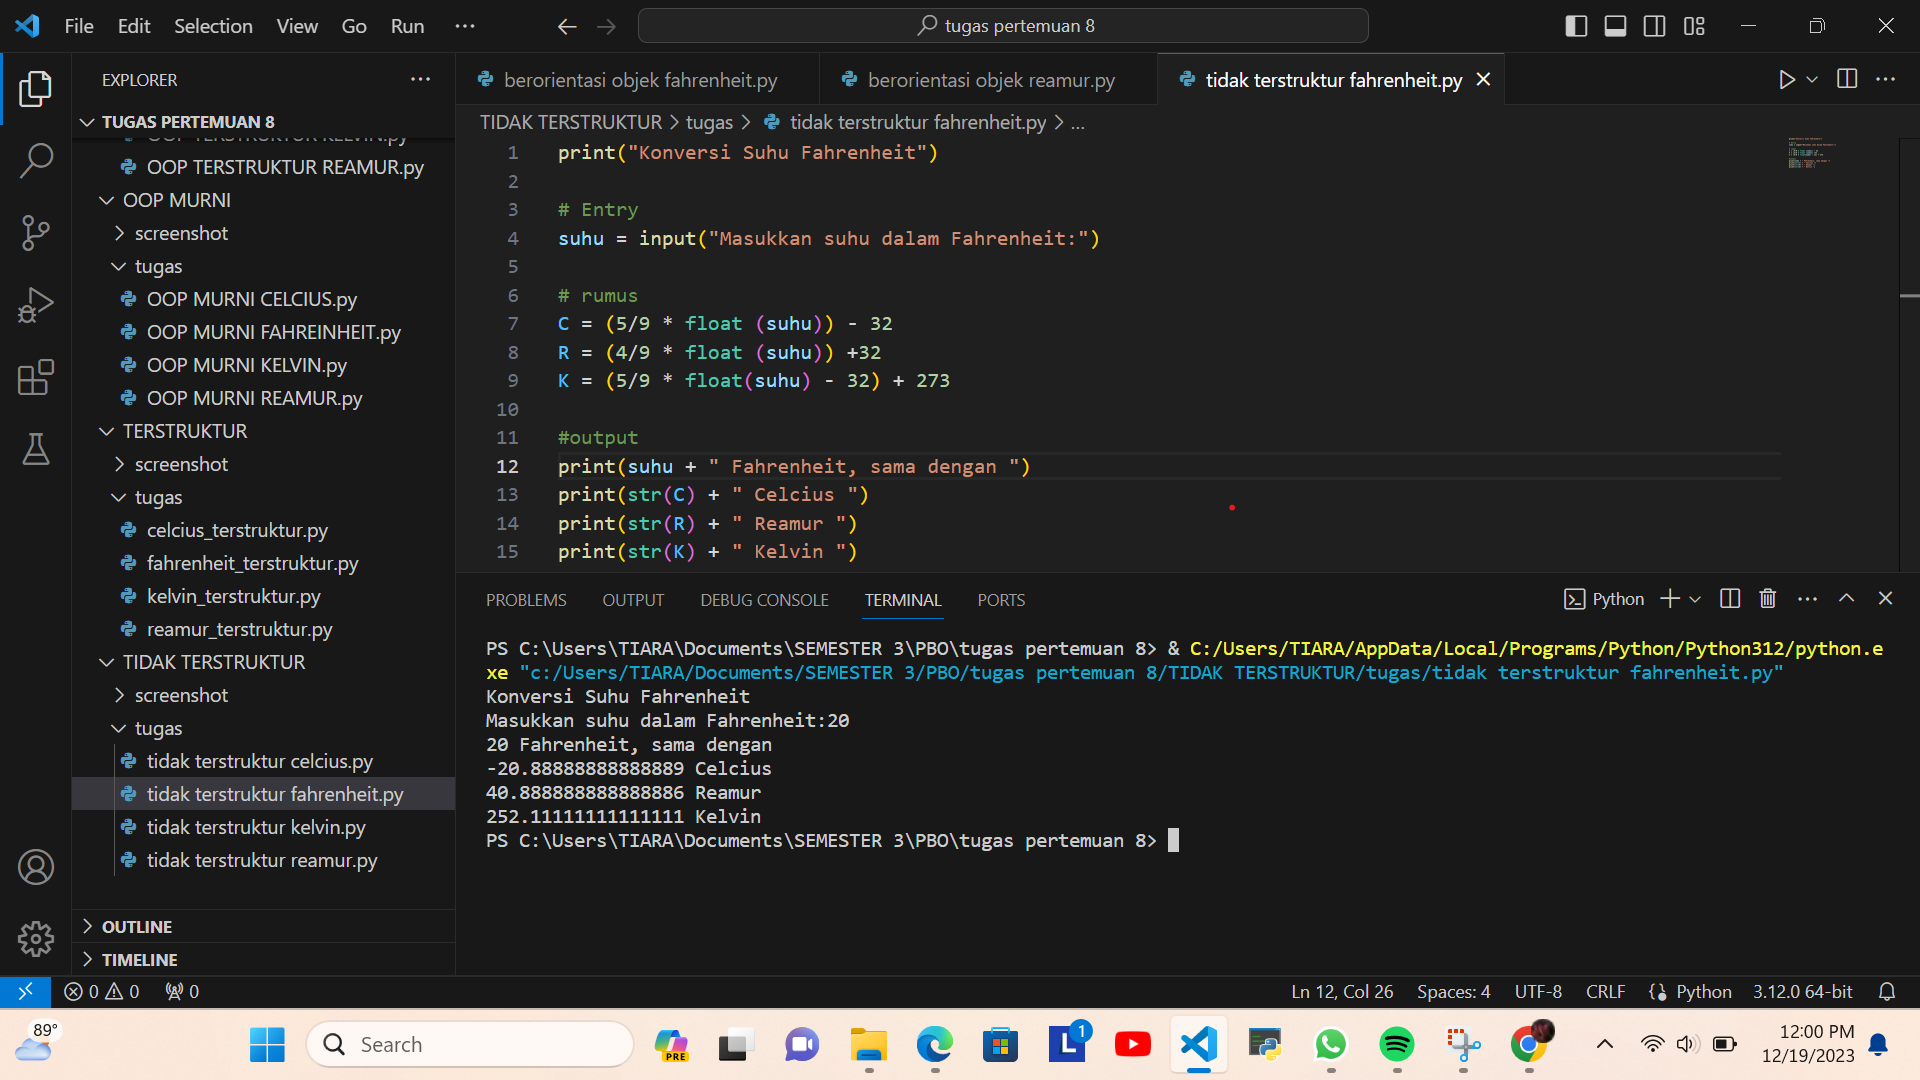 File Edit Selection View Go Run ···
tugas pertemuan 8
EXPLORER
TUGAS PERTEMUAN 8
OOP TERSTRUKTUR KELVIN.py
OOP TERSTRUKTUR REAMUR.py
OOP MURNI
screenshot
tugas
OOP MURNI CELCIUS.py
OOP MURNI FAHREINHEIT.py
OOP MURNI KELVIN.py
OOP MURNI REAMUR.py
TERSTRUKTUR
screenshot
tugas
celcius_terstruktur.py
fahrenheit_terstruktur.py
kelvin_terstruktur.py
reamur_terstruktur.py
TIDAK TERSTRUKTUR
screenshot
tugas
tidak terstruktur celcius.py
tidak terstruktur fahrenheit.py
tidak terstruktur kelvin.py
tidak terstruktur reamur.py
OUTLINE
TIMELINE
berorientasi objek fahrenheit.py berorientasi objek reamur.py tidak terstruktur fahrenheit.py
TIDAK TERSTRUKTUR > tugas > tidak terstruktur fahrenheit.py > ...
1 print("Konversi Suhu Fahrenheit")
2
3 # Entry
4 suhu = input("Masukkan suhu dalam Fahrenheit:")
5
6 # rumus
7 C = (5/9 * float (suhu)) - 32
8 R = (4/9 * float (suhu)) +32
9 K = (5/9 * float(suhu) - 32) + 273
10
11 #output
12 print(suhu + " Fahrenheit, sama dengan ")
13 print(str(C) + " Celcius ")
14 print(str(R) + " Reamur ")
15 print(str(K) + " Kelvin ")
PROBLEMS OUTPUT DEBUG CONSOLE TERMINAL PORTS Python
PS C:\Users\TIARA\Documents\SEMESTER 3\PBO\tugas pertemuan 8> & C:/Users/TIARA/AppData/Local/Programs/Python/Python312/python.e
xe "c:/Users/TIARA/Documents/SEMESTER 3/PBO/tugas pertemuan 8/TIDAK TERSTRUKTUR/tugas/tidak terstruktur fahrenheit.py"
Konversi Suhu Fahrenheit
Masukkan suhu dalam Fahrenheit:20
20 Fahrenheit, sama dengan
-20.88888888888889 Celcius
40.888888888888886 Reamur
252.11111111111111 Kelvin
PS C:\Users\TIARA\Documents\SEMESTER 3\PBO\tugas pertemuan 8>
0 0 0 Ln 12, Col 26 Spaces: 4 UTF-8 CRLF Python 3.12.0 64-bit
89° Search PRE L 1 12:00 PM
12/19/2023